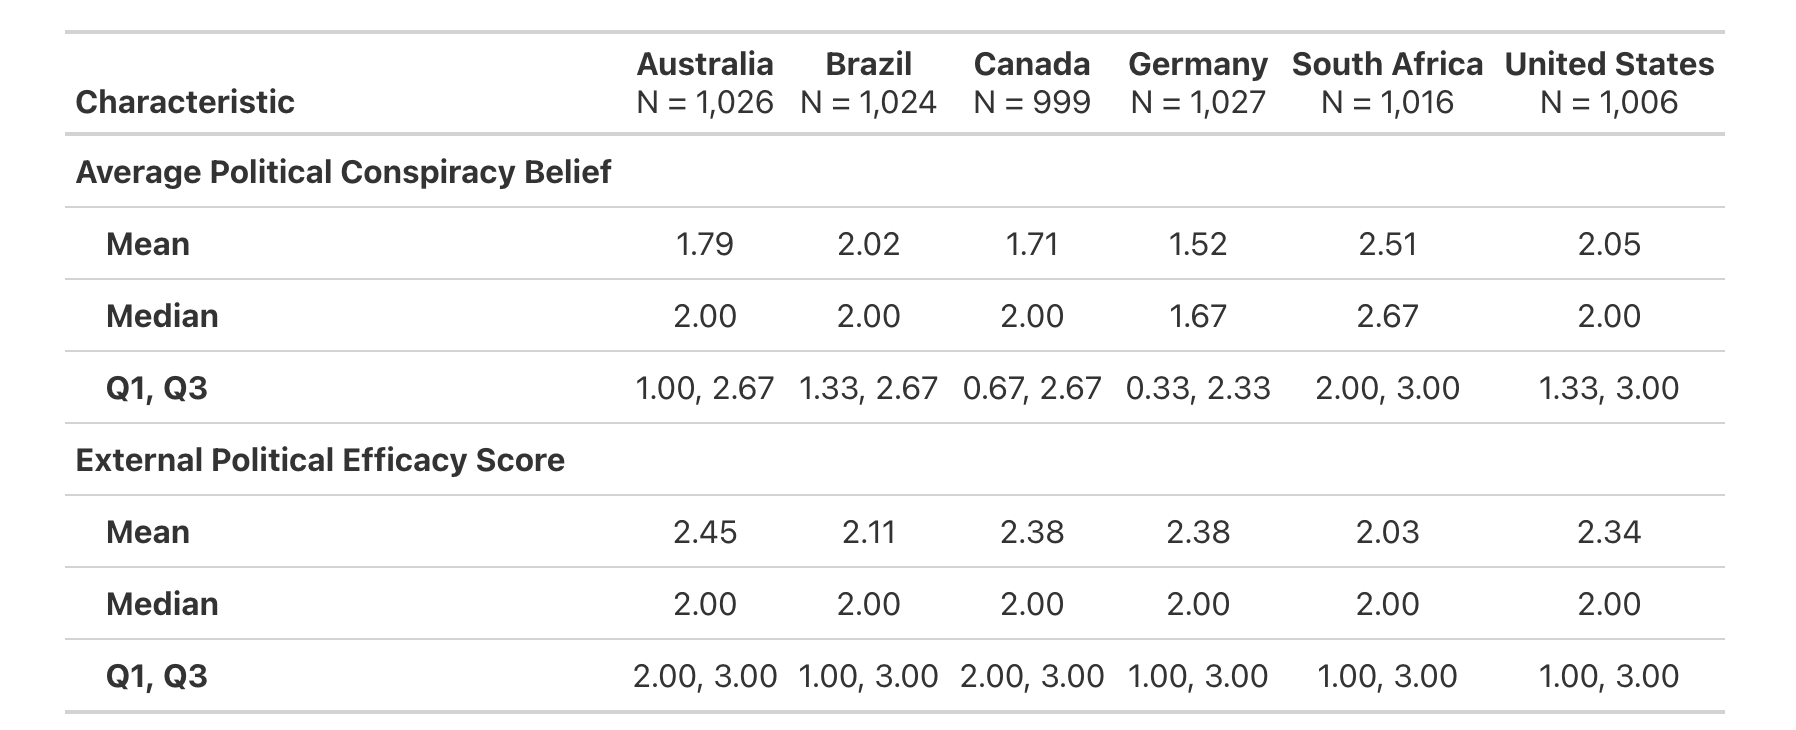 Characteristic Australia N = 1,026 Brazil N = 1,024 Canada N = 999 Germany N = 1,027 South Africa N = 1,016 United States N = 1,006
Average Political Conspiracy Belief
Mean 1.79 2.02 1.71 1.52 2.51 2.05
Median 2.00 2.00 2.00 1.67 2.67 2.00
Q1, Q3 1.00, 2.67 1.33, 2.67 0.67, 2.67 0.33, 2.33 2.00, 3.00 1.33, 3.00
External Political Efficacy Score
Mean 2.45 2.11 2.38 2.38 2.03 2.34
Median 2.00 2.00 2.00 2.00 2.00 2.00
Q1, Q3 2.00, 3.00 1.00, 3.00 2.00, 3.00 1.00, 3.00 1.00, 3.00 1.00, 3.00